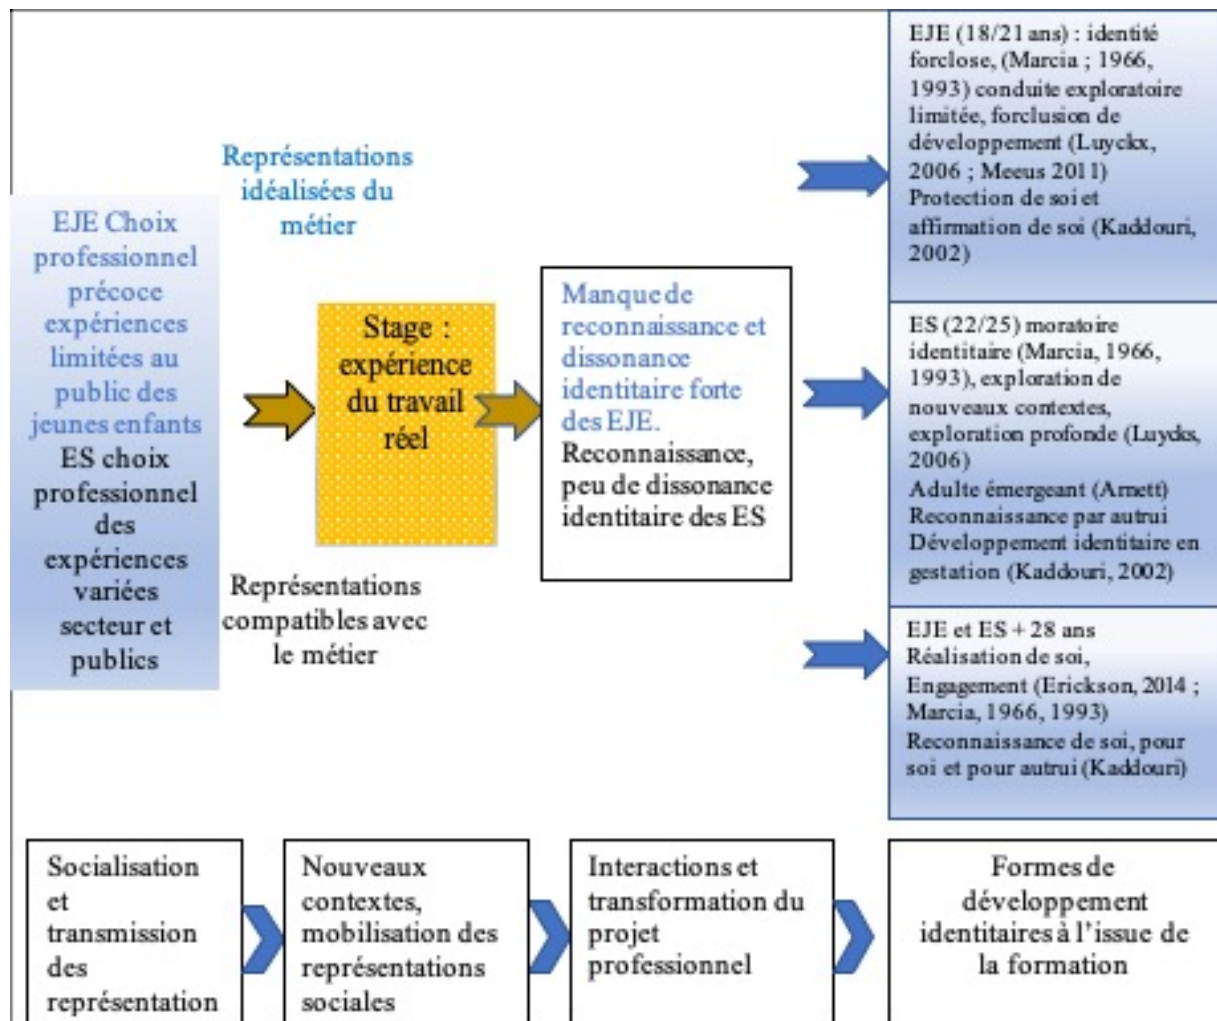 EJE Choix
professionnel
précoce
expériences
limitées au
public des
jeunes enfants
ES choix
professionnel
des
expériences
variées
secteur et
publics
Représentations
idéalisées du
métier
Stage :
expérience
du travail
réel
Représentations
compatibles avec
le métier
Manque de
reconnaissance et
dissonance
identitaire forte
des EJE.
Reconnaissance,
peu de dissonance
identitaire des ES
EJE (18/21 ans) : identité
forclose, (Marcia ; 1966,
1993) conduite exploratoire
limitée, forclusion de
développement (Luyckx,
2006 ; Meeus 2011)
Protection de soi et
affirmation de soi (Kaddouri,
2002)
ES (22/25) moratoire
identitaire (Marcia, 1966,
1993), exploration de
nouveaux contextes,
exploration profonde (Luycks,
2006)
Adulte émergeant (Arnett)
Reconnaissance par autrui
Développement identitaire en
gestation (Kaddouri, 2002)
EJE et ES + 28 ans
Réalisation de soi,
Engagement (Erickson, 2014 ;
Marcia, 1966, 1993)
Reconnaissance de soi, pour
soi et pour autrui (Kaddouri)
Socialisation
et
transmission
des
représentation
Nouveaux
contextes,
mobilisation des
représentations
sociales
Interactions et
transformation du
projet
professionnel
Formes de
développement
identitaires à l'issue de
la formation